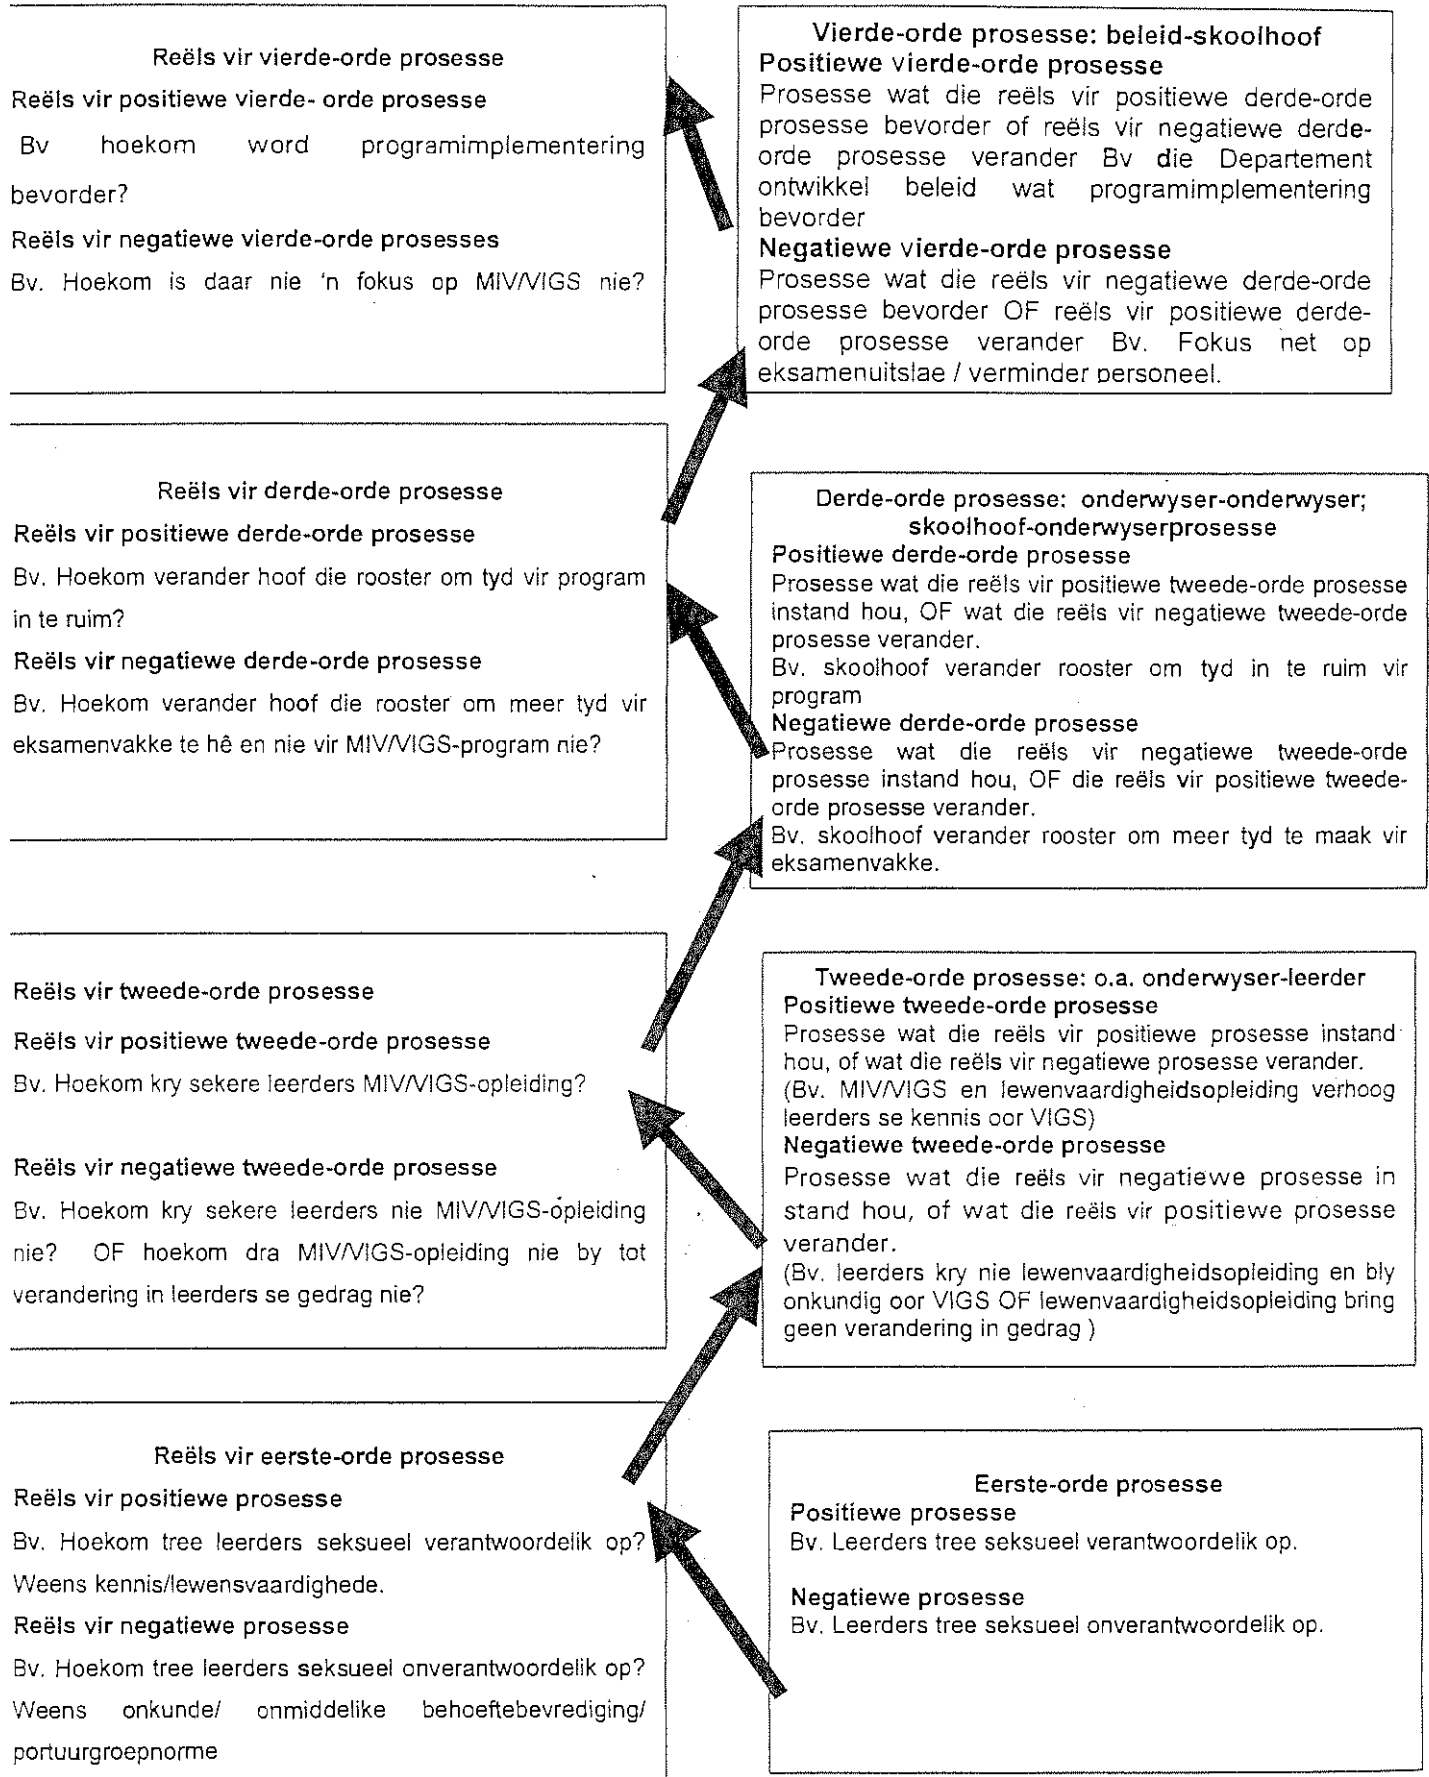 Reëls vir vierde-orde prosesse
Reëls vir positiewe vierde- orde prosesse
Bv hoekom word programimplementering
bevorder?
Reëls vir negatiewe vierde-orde prosesses
Bv. Hoekom is daar nie 'n fokus op MIV/VIGS nie?
Vierde-orde prosesse: beleid-skoolhoof
Positiewe vierde-orde prosesse
Prosesse wat die reëls vir positiewe derde-orde
prosesse bevorder of reëls vir negatiewe derde-
orde prosesse verander Bv die Departement
ontwikkel beleid wat programimplementering
bevorder
Negatiewe vierde-orde prosesse
Prosesse wat die reëls vir negatiewe derde-orde
prosesse bevorder OF reëls vir positiewe derde-
orde prosesse verander Bv. Fokus net op
eksamenuitslae / verminder personeel.
Reëls vir derde-orde prosesse
Reëls vir positiewe derde-orde prosesse
Bv. Hoekom verander hoof die rooster om tyd vir program
in te ruim?
Reëls vir negatiewe derde-orde prosesse
Bv. Hoekom verander hoof die rooster om meer tyd vir
eksamenvakke te hê en nie vir MIV/VIGS-program nie?
Derde-orde prosesse: onderwyser-onderwyser;
skoolhoof-onderwyserprosesse
Positiewe derde-orde prosesse
Prosesse wat die reëls vir positiewe tweede-orde prosesse
instand hou, OF wat die reëls vir negatiewe tweede-orde
prosesse verander.
Bv. skoolhoof verander rooster om tyd in te ruim vir
program
Negatiewe derde-orde prosesse
Prosesse wat die reëls vir negatiewe tweede-orde
prosesse instand hou, OF die reëls vir positiewe tweede-
orde prosesse verander.
Bv. skoolhoof verander rooster om meer tyd te maak vir
eksamenvakke.
Reëls vir tweede-orde prosesse
Reëls vir positiewe tweede-orde prosesse
Bv. Hoekom kry sekere leerders MIV/VIGS-opleiding?
Reëls vir negatiewe tweede-orde prosesse
Bv. Hoekom kry sekere leerders nie MIV/VIGS-opleiding
nie? OF hoekom dra MIV/VIGS-opleiding nie by tot
verandering in leerders se gedrag nie?
Tweede-orde prosesse: o.a. onderwyser-leerder
Positiewe tweede-orde prosesse
Prosesse wat die reëls vir positiewe prosesse instand
hou, of wat die reëls vir negatiewe prosesse verander.
(Bv. MIV/VIGS en lewenvaardigheidsopleiding verhoog
leerders se kennis oor VIGS)
Negatiewe tweede-orde prosesse
Prosesse wat die reëls vir negatiewe prosesse in
stand hou, of wat die reëls vir positiewe prosesse
verander.
(Bv. leerders kry nie lewenvaardigheidsopleiding en bly
onkundig oor VIGS OF lewenvaardigheidsopleiding bring
geen verandering in gedrag )
Reëls vir eerste-orde prosesse
Reëls vir positiewe prosesse
Bv. Hoekom tree leerders seksueel verantwoordelik op?
Weens kennis/lewensvaardighede.
Reëls vir negatiewe prosesse
Bv. Hoekom tree leerders seksueel onverantwoordelik op?
Weens onkunde/ onmiddelike behoeftebevrediging/
portuurgroepnorme
Eerste-orde prosesse
Positiewe prosesse
Bv. Leerders tree seksueel verantwoordelik op.
Negatiewe prosesse
Bv. Leerders tree seksueel onverantwoordelik op.